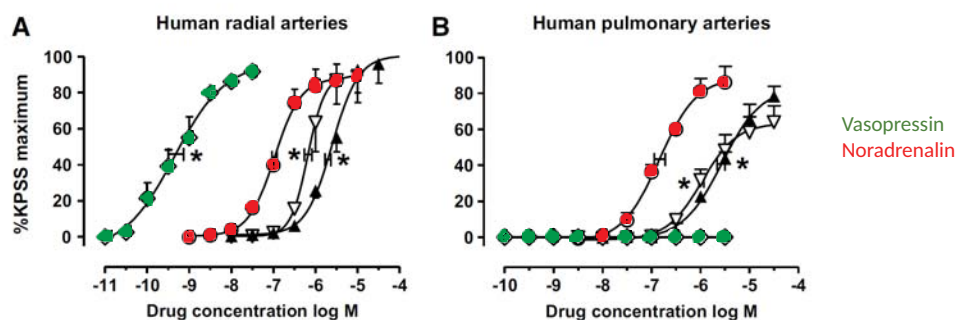 A
Human radial arteries
%KPSS maximum
100
80
60
40
20
0
*
*
*
-11 -10 -9 -8 -7 -6 -5 -4
Drug concentration log M
B
Human pulmonary arteries
100
80
60
40
20
0
*
*
-10 -9 -8 -7 -6 -5 -4
Drug concentration log M
Vasopressin
Noradrenalin